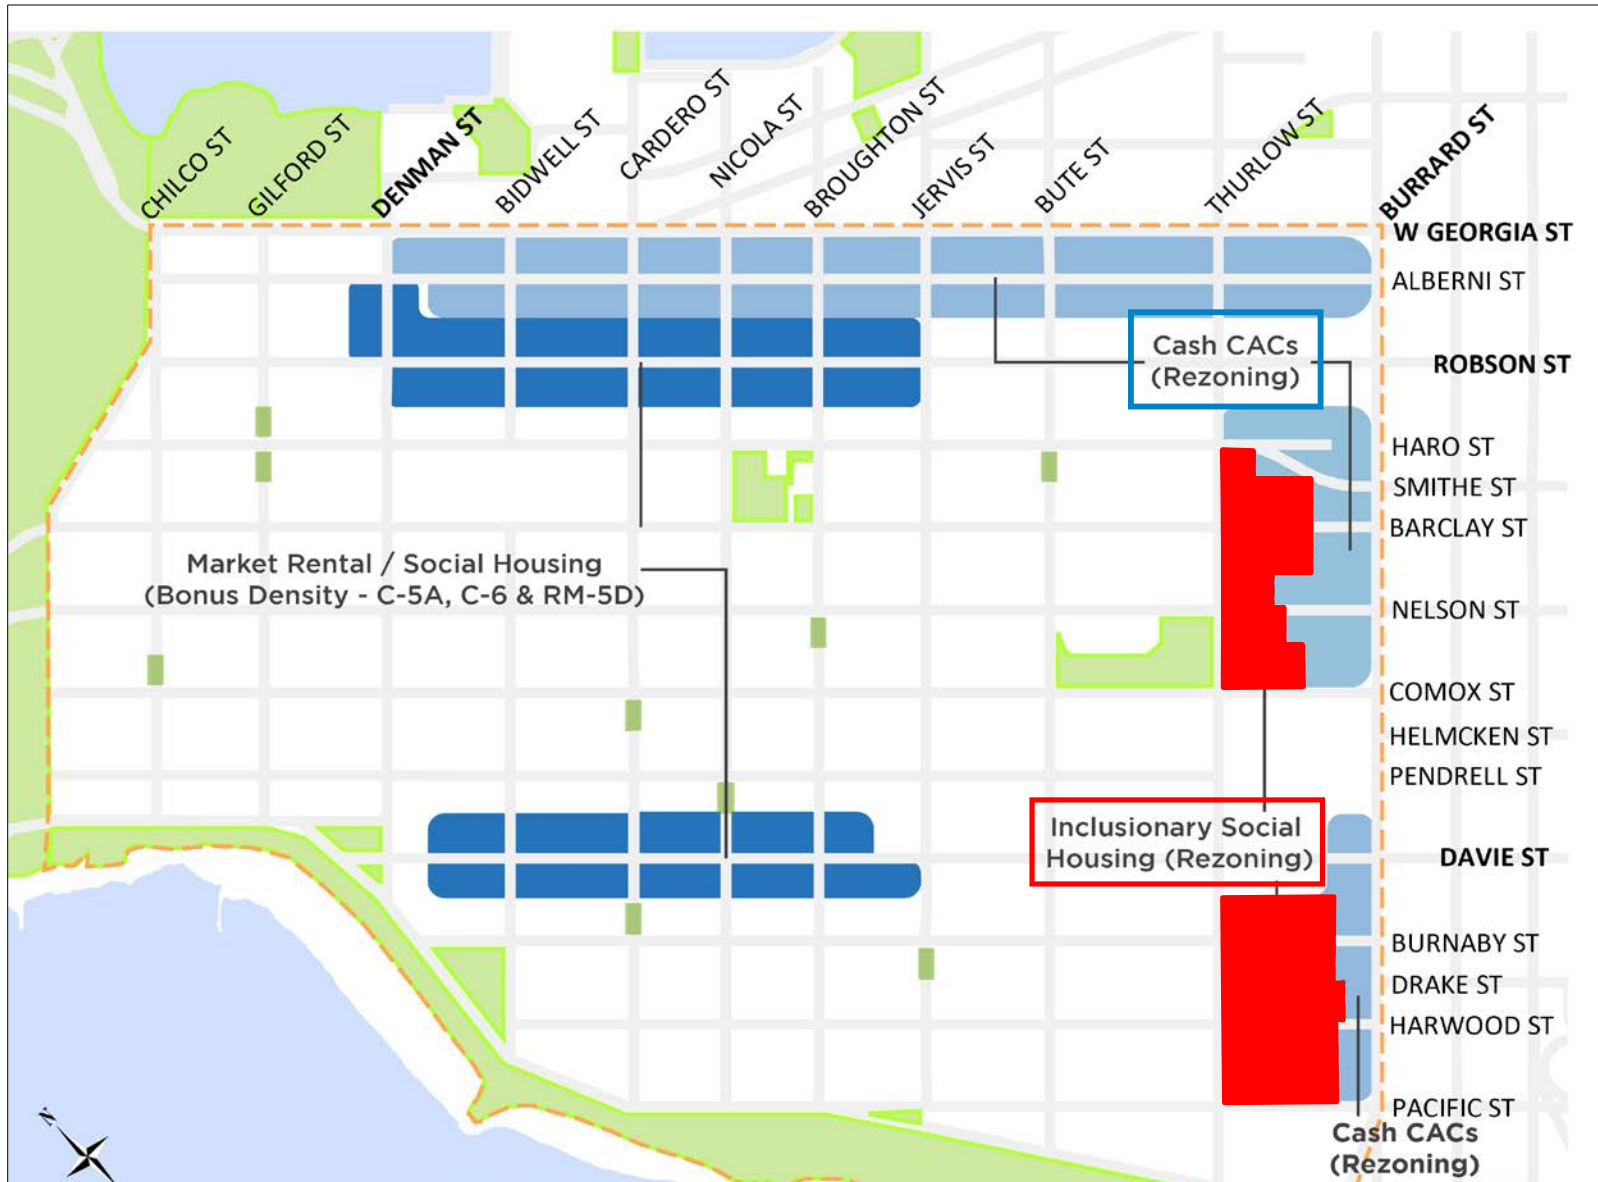 CHILCO ST
GILFORD ST
DENMAN ST
BIDWELL ST
CARDERO ST
NICOLA ST
BROUGHTON ST
JERVIS ST
BUTE ST
THURLOW ST
BURRARD ST
W GEORGIA ST
ALBERNI ST
Cash CACs
(Rezoning)
ROBSON ST
HARO ST
SMITHE ST
BARCLAY ST
Market Rental / Social Housing
(Bonus Density - C-5A, C-6 & RM-5D)
NELSON ST
COMOX ST
HELMCKEN ST
PENDRELL ST
Inclusionary Social
Housing (Rezoning)
DAVIE ST
BURNABY ST
DRAKE ST
HARWOOD ST
PACIFIC ST
Cash CACs
(Rezoning)
N